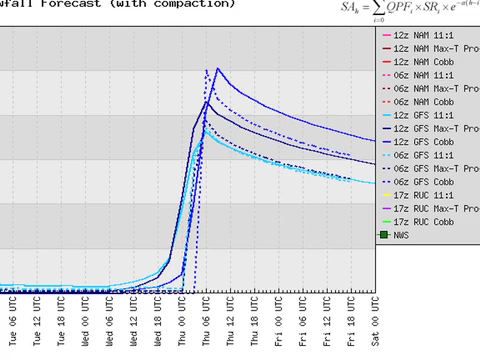 wfall Forecast (with compaction)
SA_h = ∑_{i=0} QPF_i × SR_i × e^{-a(h-i
12z NAM 11:1
12z NAM Max-T Pro
12z NAM Cobb
06z NAM 11:1
06z NAM Max-T Pro
06z NAM Cobb
12z GFS 11:1
12z GFS Max-T Pro
12z GFS Cobb
06z GFS 11:1
06z GFS Max-T Pro
06z GFS Cobb
17z RUC 11:1
17z RUC Max-T Pro
17z RUC Cobb
NWS
Tue 06 UTC
Tue 12 UTC
Tue 18 UTC
Wed 00 UTC
Wed 06 UTC
Wed 12 UTC
Wed 18 UTC
Thu 00 UTC
Thu 06 UTC
Thu 12 UTC
Thu 18 UTC
Fri 00 UTC
Fri 06 UTC
Fri 12 UTC
Fri 18 UTC
Sat 00 UTC